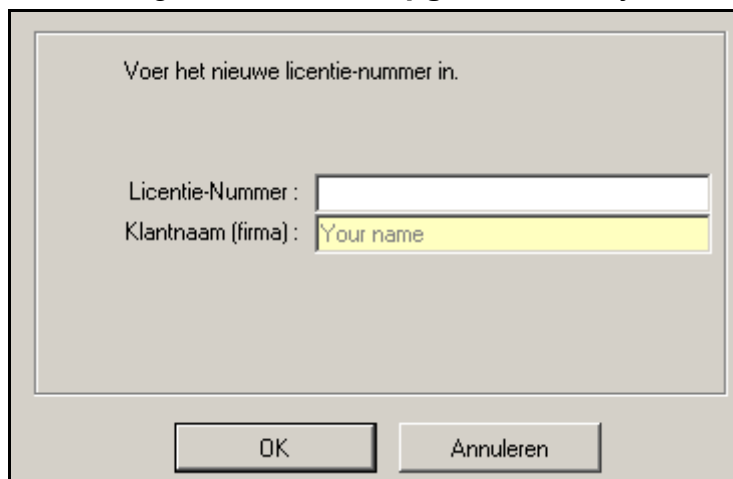 Voer het nieuwe licentie-nummer in.
Licentie-Nummer :
Klantnaam (firma) : Your name
OK Annuleren